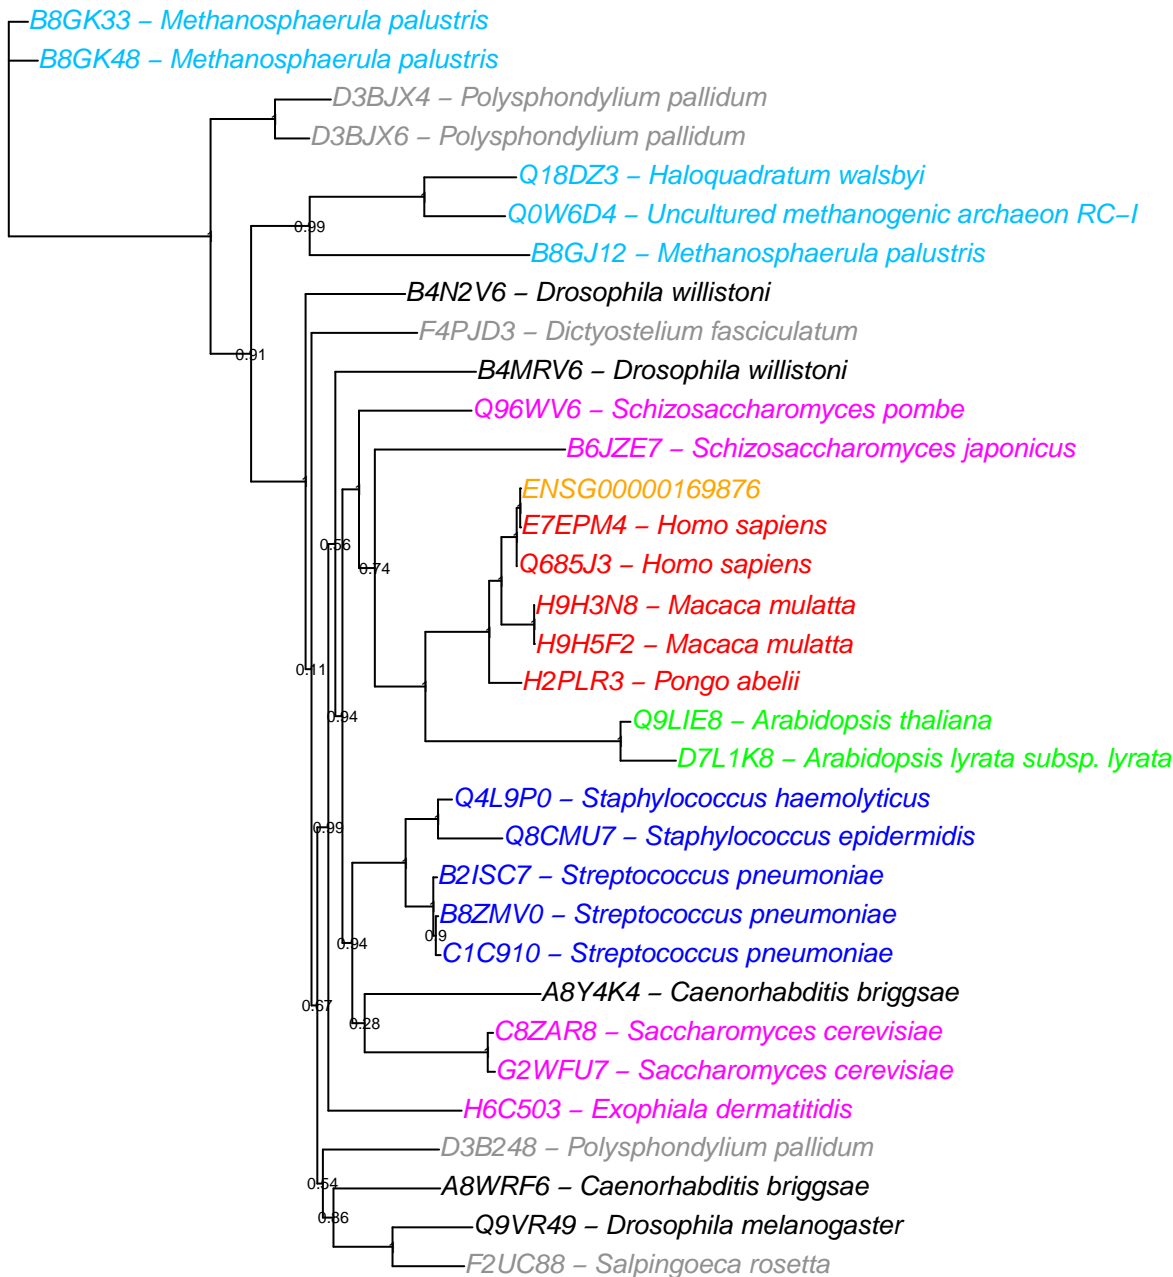 B8GK33 – Methanosphaerula palustris
B8GK48 – Methanosphaerula palustris
D3BJX4 – Polysphondylium pallidum
D3BJX6 – Polysphondylium pallidum
Q18DZ3 – Haloquadratum walsbyi
Q0W6D4 – Uncultured methanogenic archaeon RC–I
0.99
B8GJ12 – Methanosphaerula palustris
B4N2V6 – Drosophila willistoni
F4PJD3 – Dictyostelium fasciculatum
0.91
B4MRV6 – Drosophila willistoni
Q96WV6 – Schizosaccharomyces pombe
B6JZE7 – Schizosaccharomyces japonicus
ENSG00000169876
E7EPM4 – Homo sapiens
0.56
Q685J3 – Homo sapiens
0.74
H9H3N8 – Macaca mulatta
H9H5F2 – Macaca mulatta
0.11
H2PLR3 – Pongo abelii
0.94
Q9LIE8 – Arabidopsis thaliana
D7L1K8 – Arabidopsis lyrata subsp. lyrata
Q4L9P0 – Staphylococcus haemolyticus
0.99
Q8CMU7 – Staphylococcus epidermidis
B2ISC7 – Streptococcus pneumoniae
B8ZMV0 – Streptococcus pneumoniae
0.9
0.94
C1C910 – Streptococcus pneumoniae
A8Y4K4 – Caenorhabditis briggsae
0.67
0.28
C8ZAR8 – Saccharomyces cerevisiae
G2WFU7 – Saccharomyces cerevisiae
H6C503 – Exophiala dermatitidis
D3B248 – Polysphondylium pallidum
0.54
A8WRF6 – Caenorhabditis briggsae
0.86
Q9VR49 – Drosophila melanogaster
F2UC88 – Salpingoeca rosetta